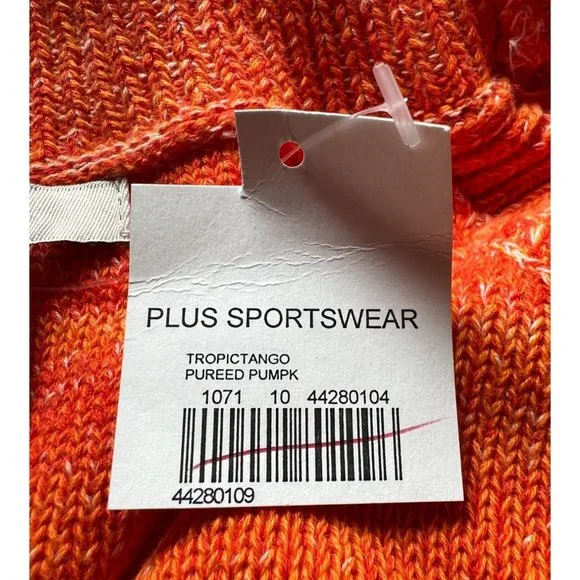 PLUS SPORTSWEAR
TROPICTANGO
PUREED PUMPK
1071 10 44280104
44280109